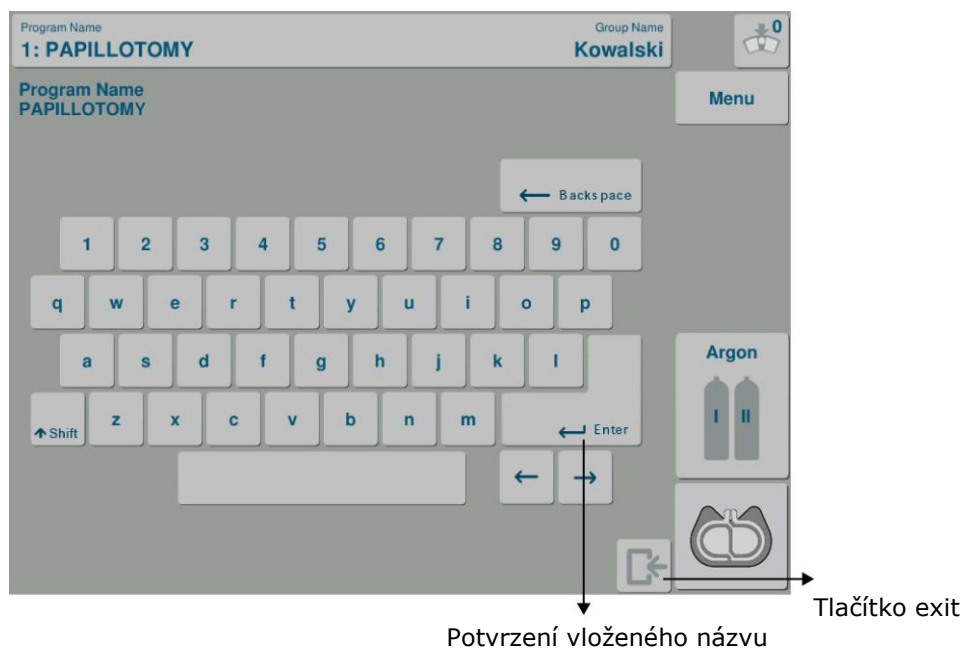 Program Name
Group Name
0
1: PAPILLOTOMY
Kowalski
Program Name
PAPILLOTOMY
Menu
← Backspace
1 2 3 4 5 6 7 8 9 0
q w e r t y u i o p
a s d f g h j k l
Argon
I II
↑ Shift z x c v b n m ↵ Enter
← →
Tlačítko exit
Potvrzení vloženého názvu